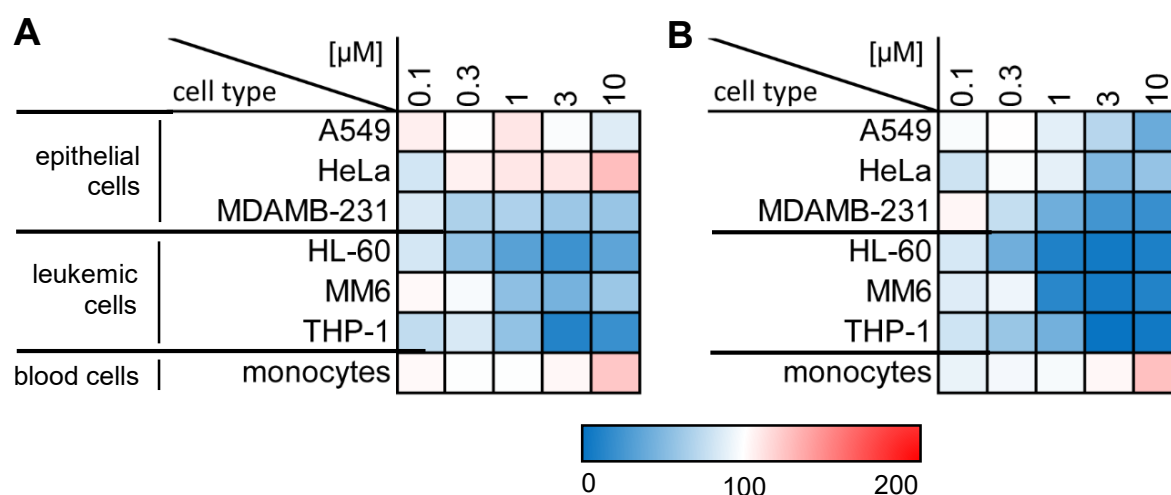 A
[µM]
cell type
0.1 0.3 1 3 10
epithelial
cells
A549
HeLa
MDAMB-231
leukemic
cells
HL-60
MM6
THP-1
blood cells
monocytes
B
[µM]
cell type
0.1 0.3 1 3 10
A549
HeLa
MDAMB-231
HL-60
MM6
THP-1
monocytes
0 100 200